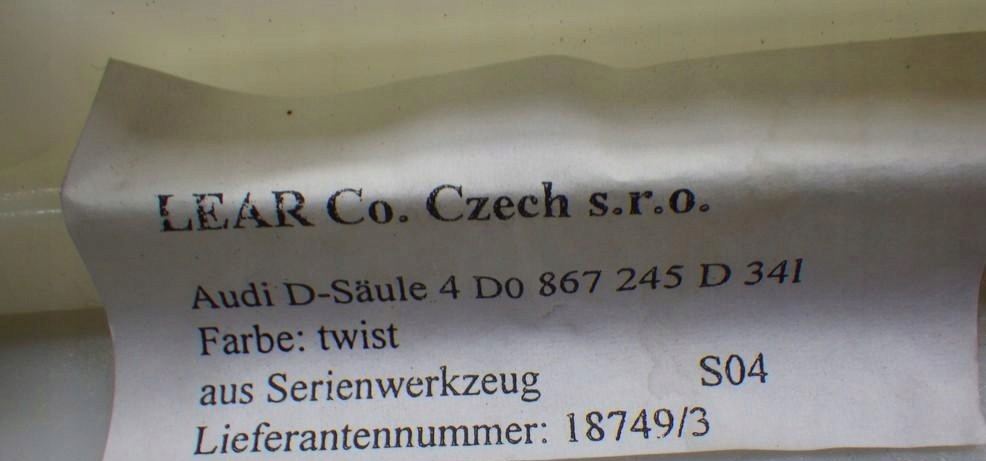 LEAR Co. Czech s.r.o.
Audi D-Säule 4 D0 867 245 D 34l
Farbe: twist
aus Serienwerkzeug S04
Lieferantennummer: 18749/3